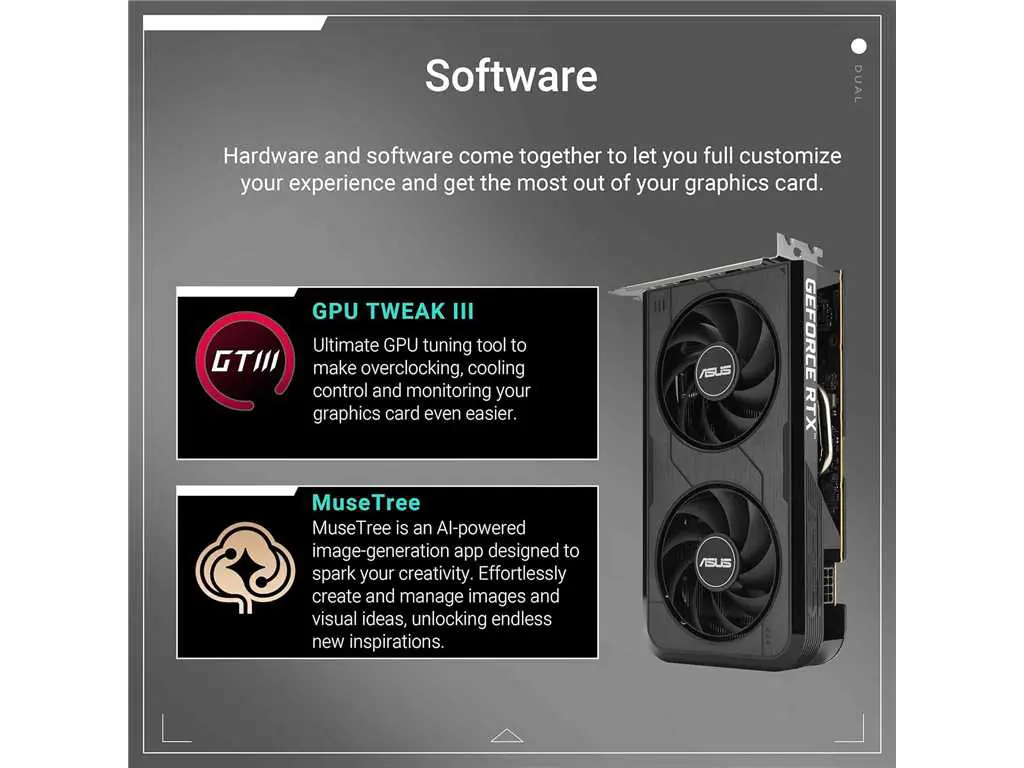 DUAL
Software
Hardware and software come together to let you full customize
your experience and get the most out of your graphics card.
GTIII
GPU TWEAK III
Ultimate GPU tuning tool to
make overclocking, cooling
control and monitoring your
graphics card even easier.
MuseTree
MuseTree is an AI-powered
image-generation app designed to
spark your creativity. Effortlessly
create and manage images and
visual ideas, unlocking endless
new inspirations.
GEFORCE RTX™
ASUS
ASUS